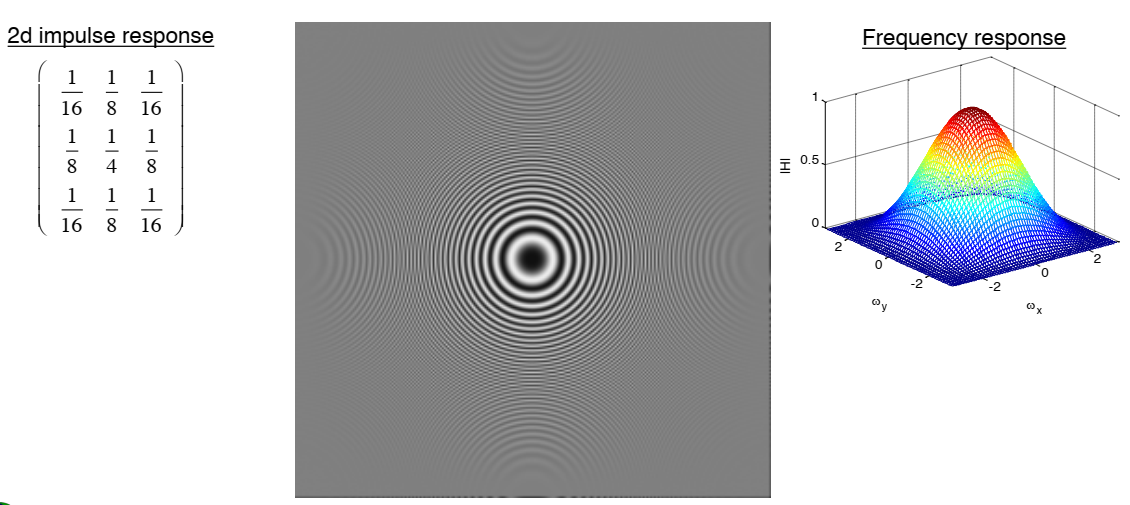 2d impulse response
1 1 1
16 8 16
1 1 1
8 4 8
1 1 1
16 8 16
Frequency response
1
0.5
0
|H|
2
0
-2
ωy
-2
0
2
ωx